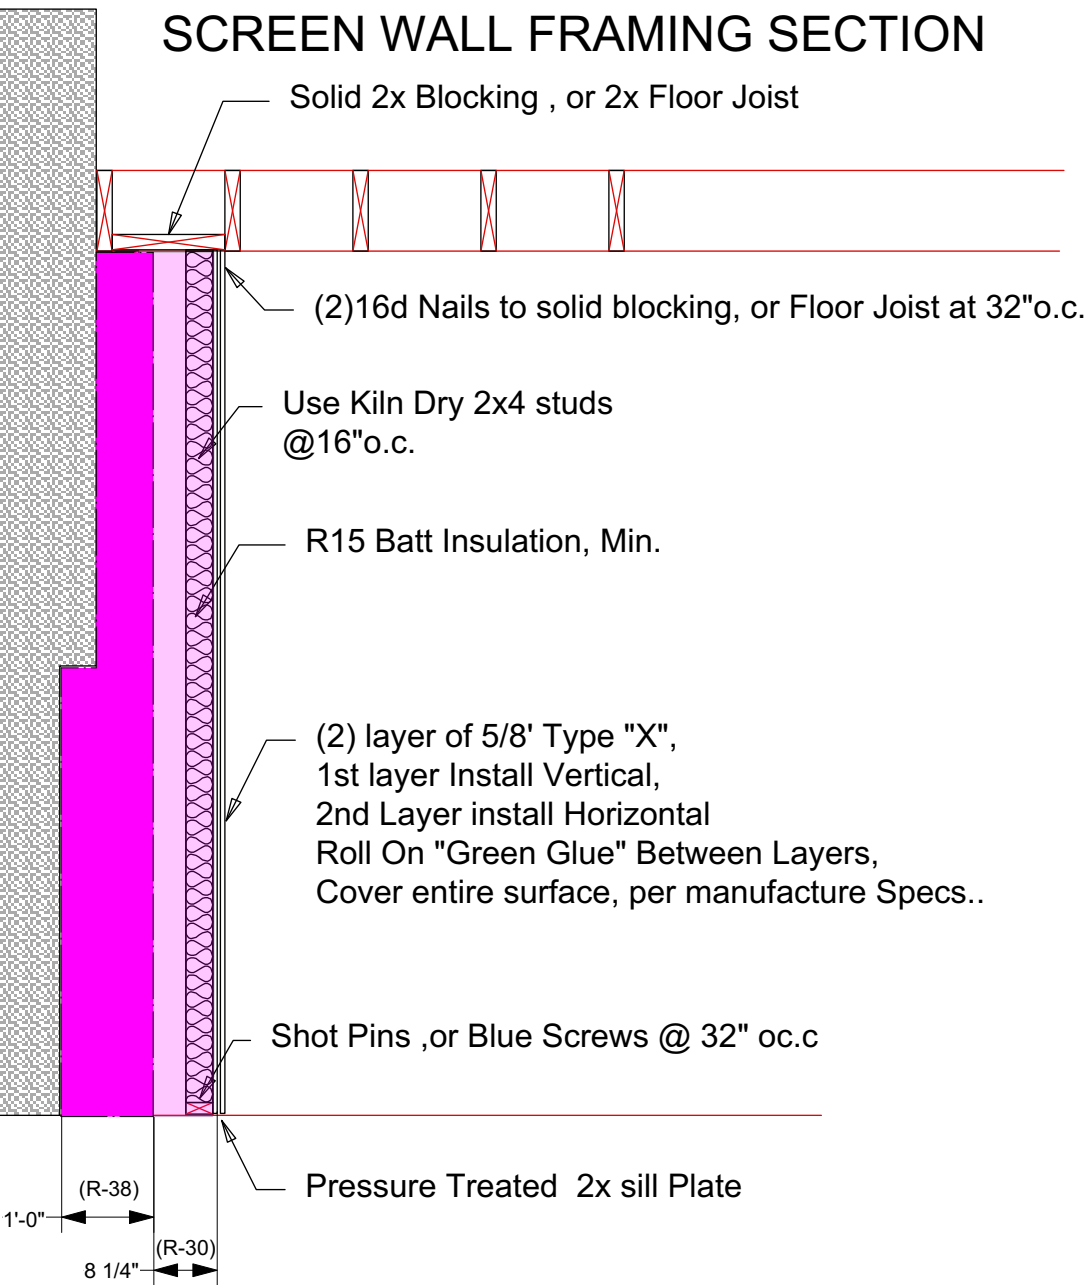 SCREEN WALL FRAMING SECTION
Solid 2x Blocking , or 2x Floor Joist
(2)16d Nails to solid blocking, or Floor Joist at 32"o.c.
Use Kiln Dry 2x4 studs
@16"o.c.
R15 Batt Insulation, Min.
(2) layer of 5/8' Type "X",
1st layer Install Vertical,
2nd Layer install Horizontal
Roll On "Green Glue" Between Layers,
Cover entire surface, per manufacture Specs..
Shot Pins ,or Blue Screws @ 32" oc.c
Pressure Treated 2x sill Plate
(R-38)
1'-0"
(R-30)
8 1/4"